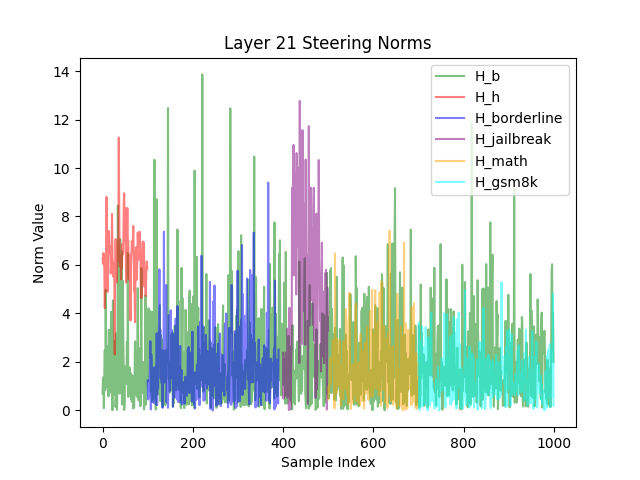 Layer 21 Steering Norms
14
12
10
8
6
4
2
0
Norm Value
H_b
H_h
H_borderline
H_jailbreak
H_math
H_gsm8k
0
200
400
600
800
1000
Sample Index